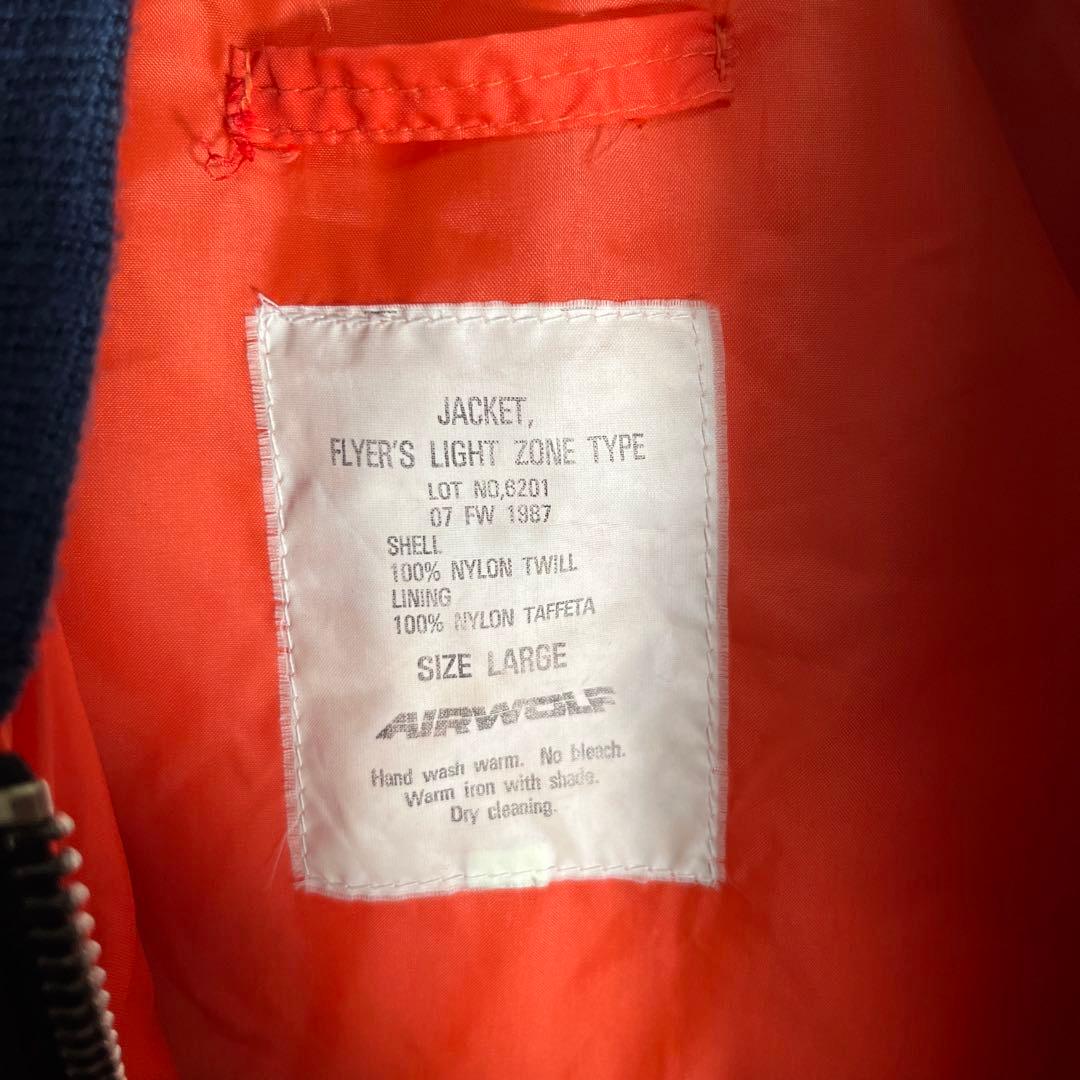 JACKET,
FLYER'S LIGHT ZONE TYPE
LOT NO,6201
07 FW 1987
SHELL
100% NYLON TWILL
LINING
100% NYLON TAFFETA
SIZE LARGE
AIRWOLF
Hand wash warm. No bleach.
Warm iron with shade.
Dry cleaning.